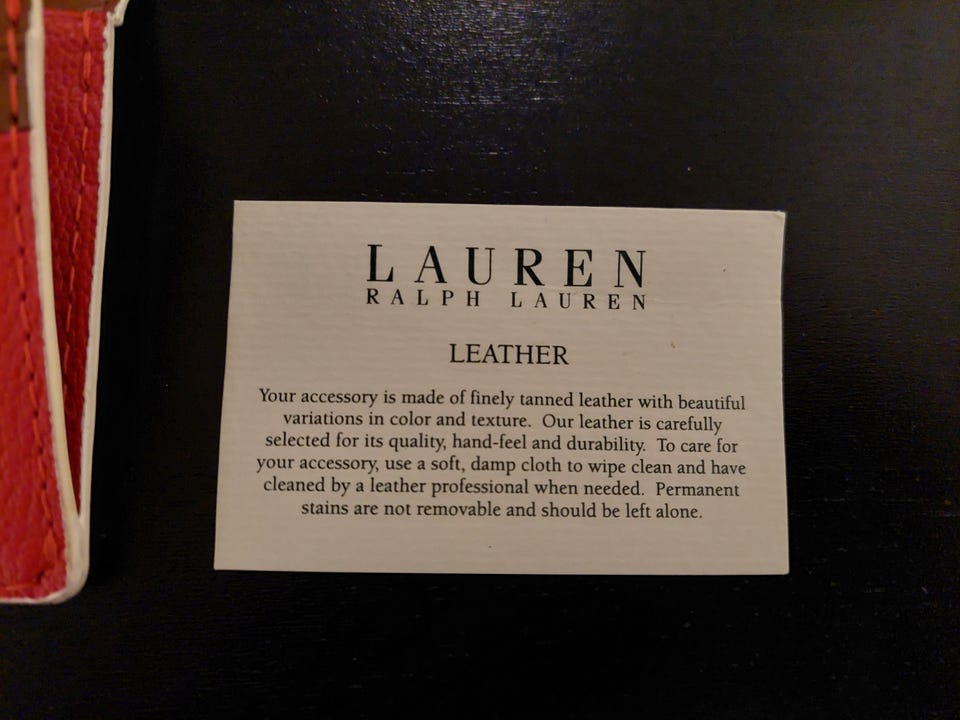 LAUREN
RALPH LAUREN
LEATHER
Your accessory is made of finely tanned leather with beautiful
variations in color and texture. Our leather is carefully
selected for its quality, hand-feel and durability. To care for
your accessory, use a soft, damp cloth to wipe clean and have
cleaned by a leather professional when needed. Permanent
stains are not removable and should be left alone.